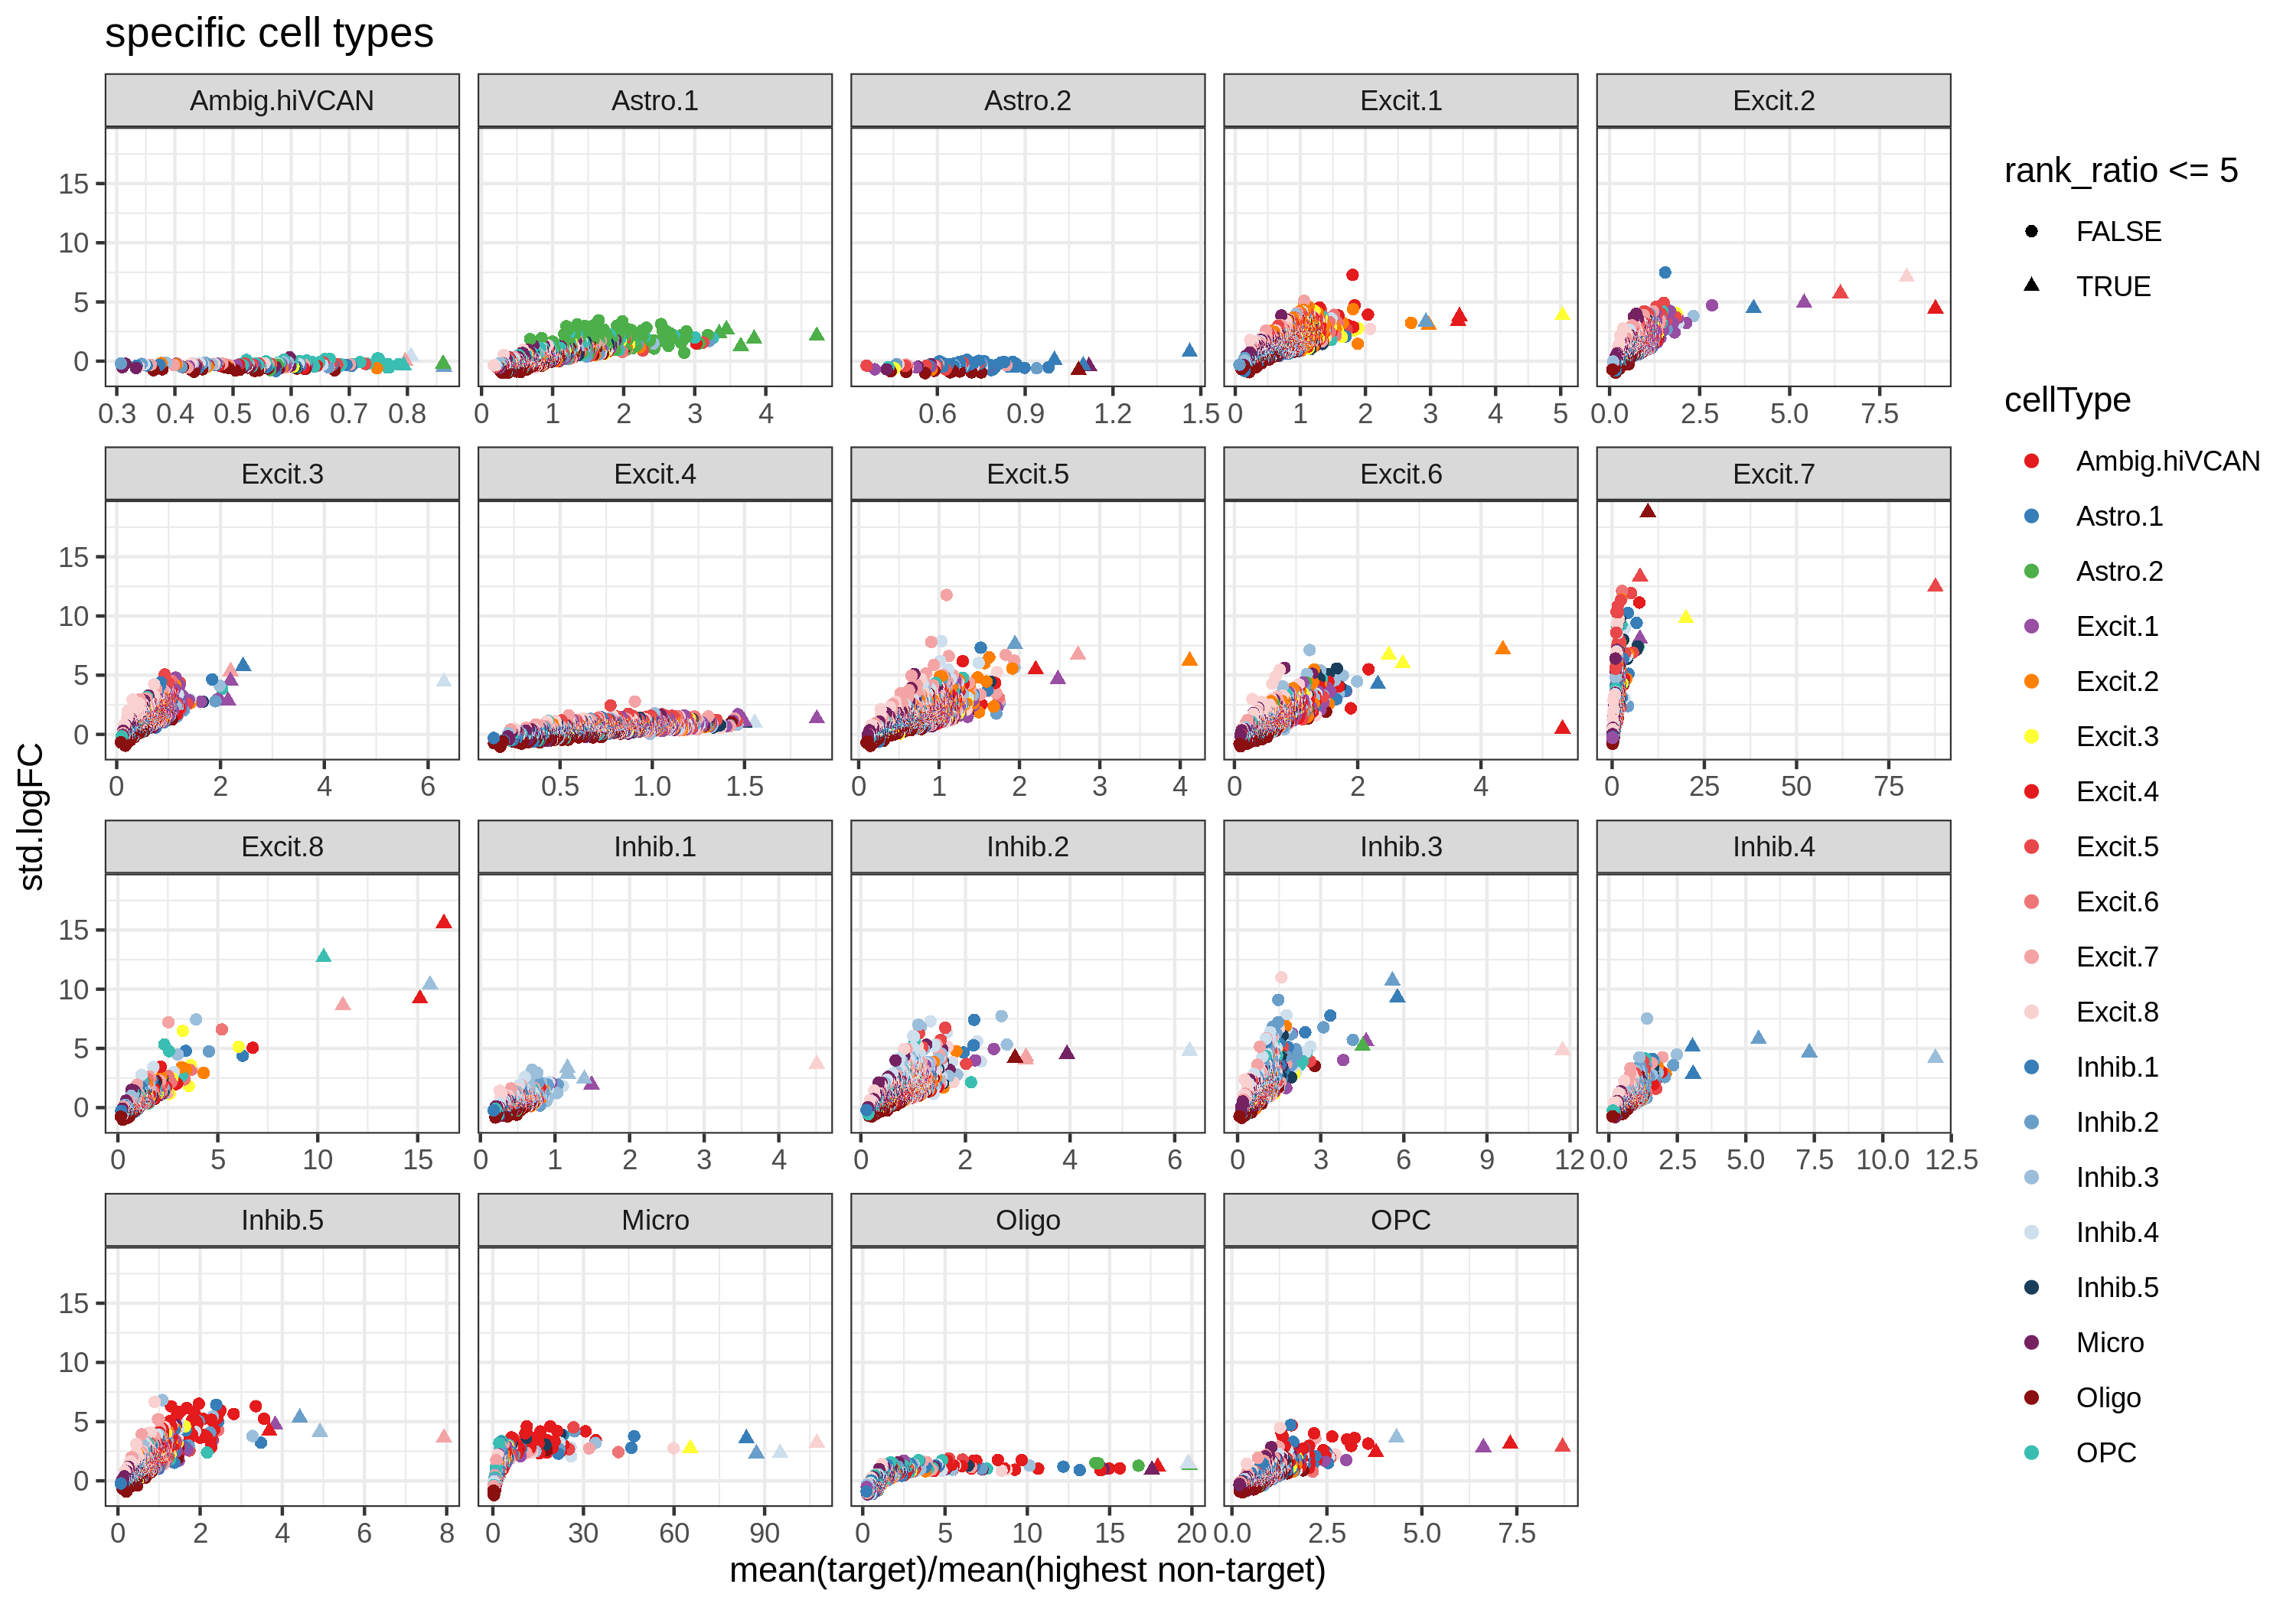 specific cell types
Ambig.hiVCAN Astro.1 Astro.2 Excit.1 Excit.2
15
10
5
0
0.3 0.4 0.5 0.6 0.7 0.8 0 1 2 3 4 0.6 0.9 1.2 1.5 0 1 2 3 4 5 0.0 2.5 5.0 7.5
Excit.3 Excit.4 Excit.5 Excit.6 Excit.7
15
10
5
0
0 2 4 6 0.5 1.0 1.5 0 1 2 3 4 0 2 4 0 25 50 75
Excit.8 Inhib.1 Inhib.2 Inhib.3 Inhib.4
15
10
5
0
0 5 10 15 0 1 2 3 4 0 2 4 6 0 3 6 9 12 0.0 2.5 5.0 7.5 10.0 12.5
Inhib.5 Micro Oligo OPC
15
10
5
0
0 2 4 6 8 0 30 60 90 0 5 10 15 20 0.0 2.5 5.0 7.5
std.logFC
mean(target)/mean(highest non-target)
rank_ratio <= 5
FALSE
TRUE
cellType
Ambig.hiVCAN
Astro.1
Astro.2
Excit.1
Excit.2
Excit.3
Excit.4
Excit.5
Excit.6
Excit.7
Excit.8
Inhib.1
Inhib.2
Inhib.3
Inhib.4
Inhib.5
Micro
Oligo
OPC